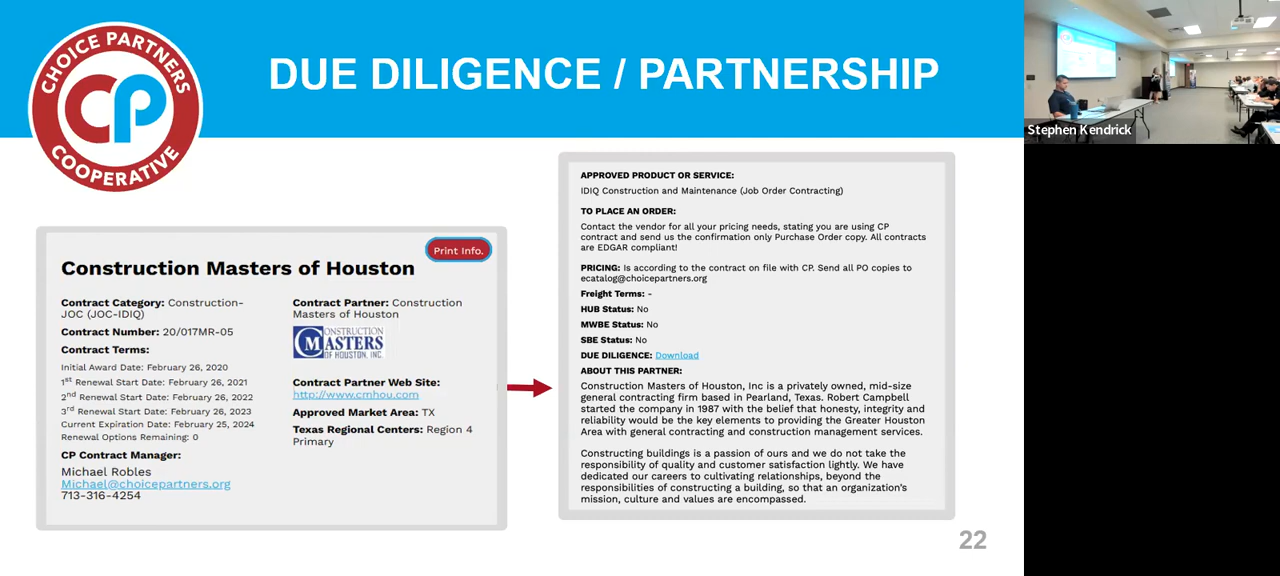 CHOICE PARTNERS
CP
COOPERATIVE
DUE DILIGENCE / PARTNERSHIP
Stephen Kendrick
Print Info.
Construction Masters of Houston
Contract Category: Construction-
JOC (JOC-IDIQ)
Contract Number: 20/017MR-05
Contract Terms:
Initial Award Date: February 26, 2020
1st Renewal Start Date: February 26, 2021
2nd Renewal Start Date: February 26, 2022
3rd Renewal Start Date: February 26, 2023
Current Expiration Date: February 25, 2024
Renewal Options Remaining: 0
CP Contract Manager:
Michael Robles
Michael@choicepartners.org
713-316-4254
Contract Partner: Construction
Masters of Houston
CONSTRUCTION
MASTERS
OF HOUSTON, INC.
Contract Partner Web Site:
http://www.cmhou.com
Approved Market Area: TX
Texas Regional Centers: Region 4
Primary
APPROVED PRODUCT OR SERVICE:
IDIQ Construction and Maintenance (Job Order Contracting)
TO PLACE AN ORDER:
Contact the vendor for all your pricing needs, stating you are using CP
contract and send us the confirmation only Purchase Order copy. All contracts
are EDGAR compliant!
PRICING: Is according to the contract on file with CP. Send all PO copies to
ecatalog@choicepartners.org
Freight Terms: -
HUB Status: No
MWBE Status: No
SBE Status: No
DUE DILIGENCE: Download
ABOUT THIS PARTNER:
Construction Masters of Houston, Inc is a privately owned, mid-size
general contracting firm based in Pearland, Texas. Robert Campbell
started the company in 1987 with the belief that honesty, integrity and
reliability would be the key elements to providing the Greater Houston
Area with general contracting and construction management services.
Constructing buildings is a passion of ours and we do not take the
responsibility of quality and customer satisfaction lightly. We have
dedicated our careers to cultivating relationships, beyond the
responsibilities of constructing a building, so that an organization's
mission, culture and values are encompassed.
22